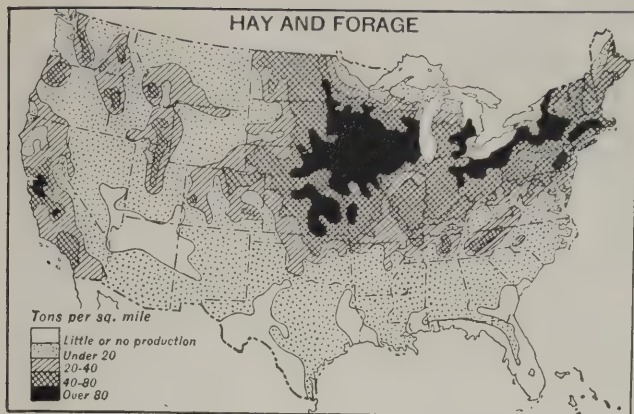 HAY AND FORAGE
Tons per sq. mile
Little or no production
Under 20
20-40
40-80
Over 80